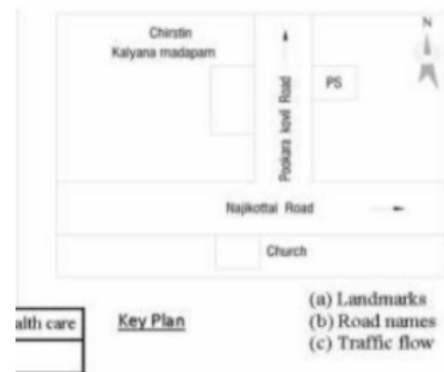 Chirstin
Kalyana madapam
N
PS
Pookara kovil Road
Najikottai Road
Church
alth care
Key Plan
(a) Landmarks
(b) Road names
(c) Traffic flow